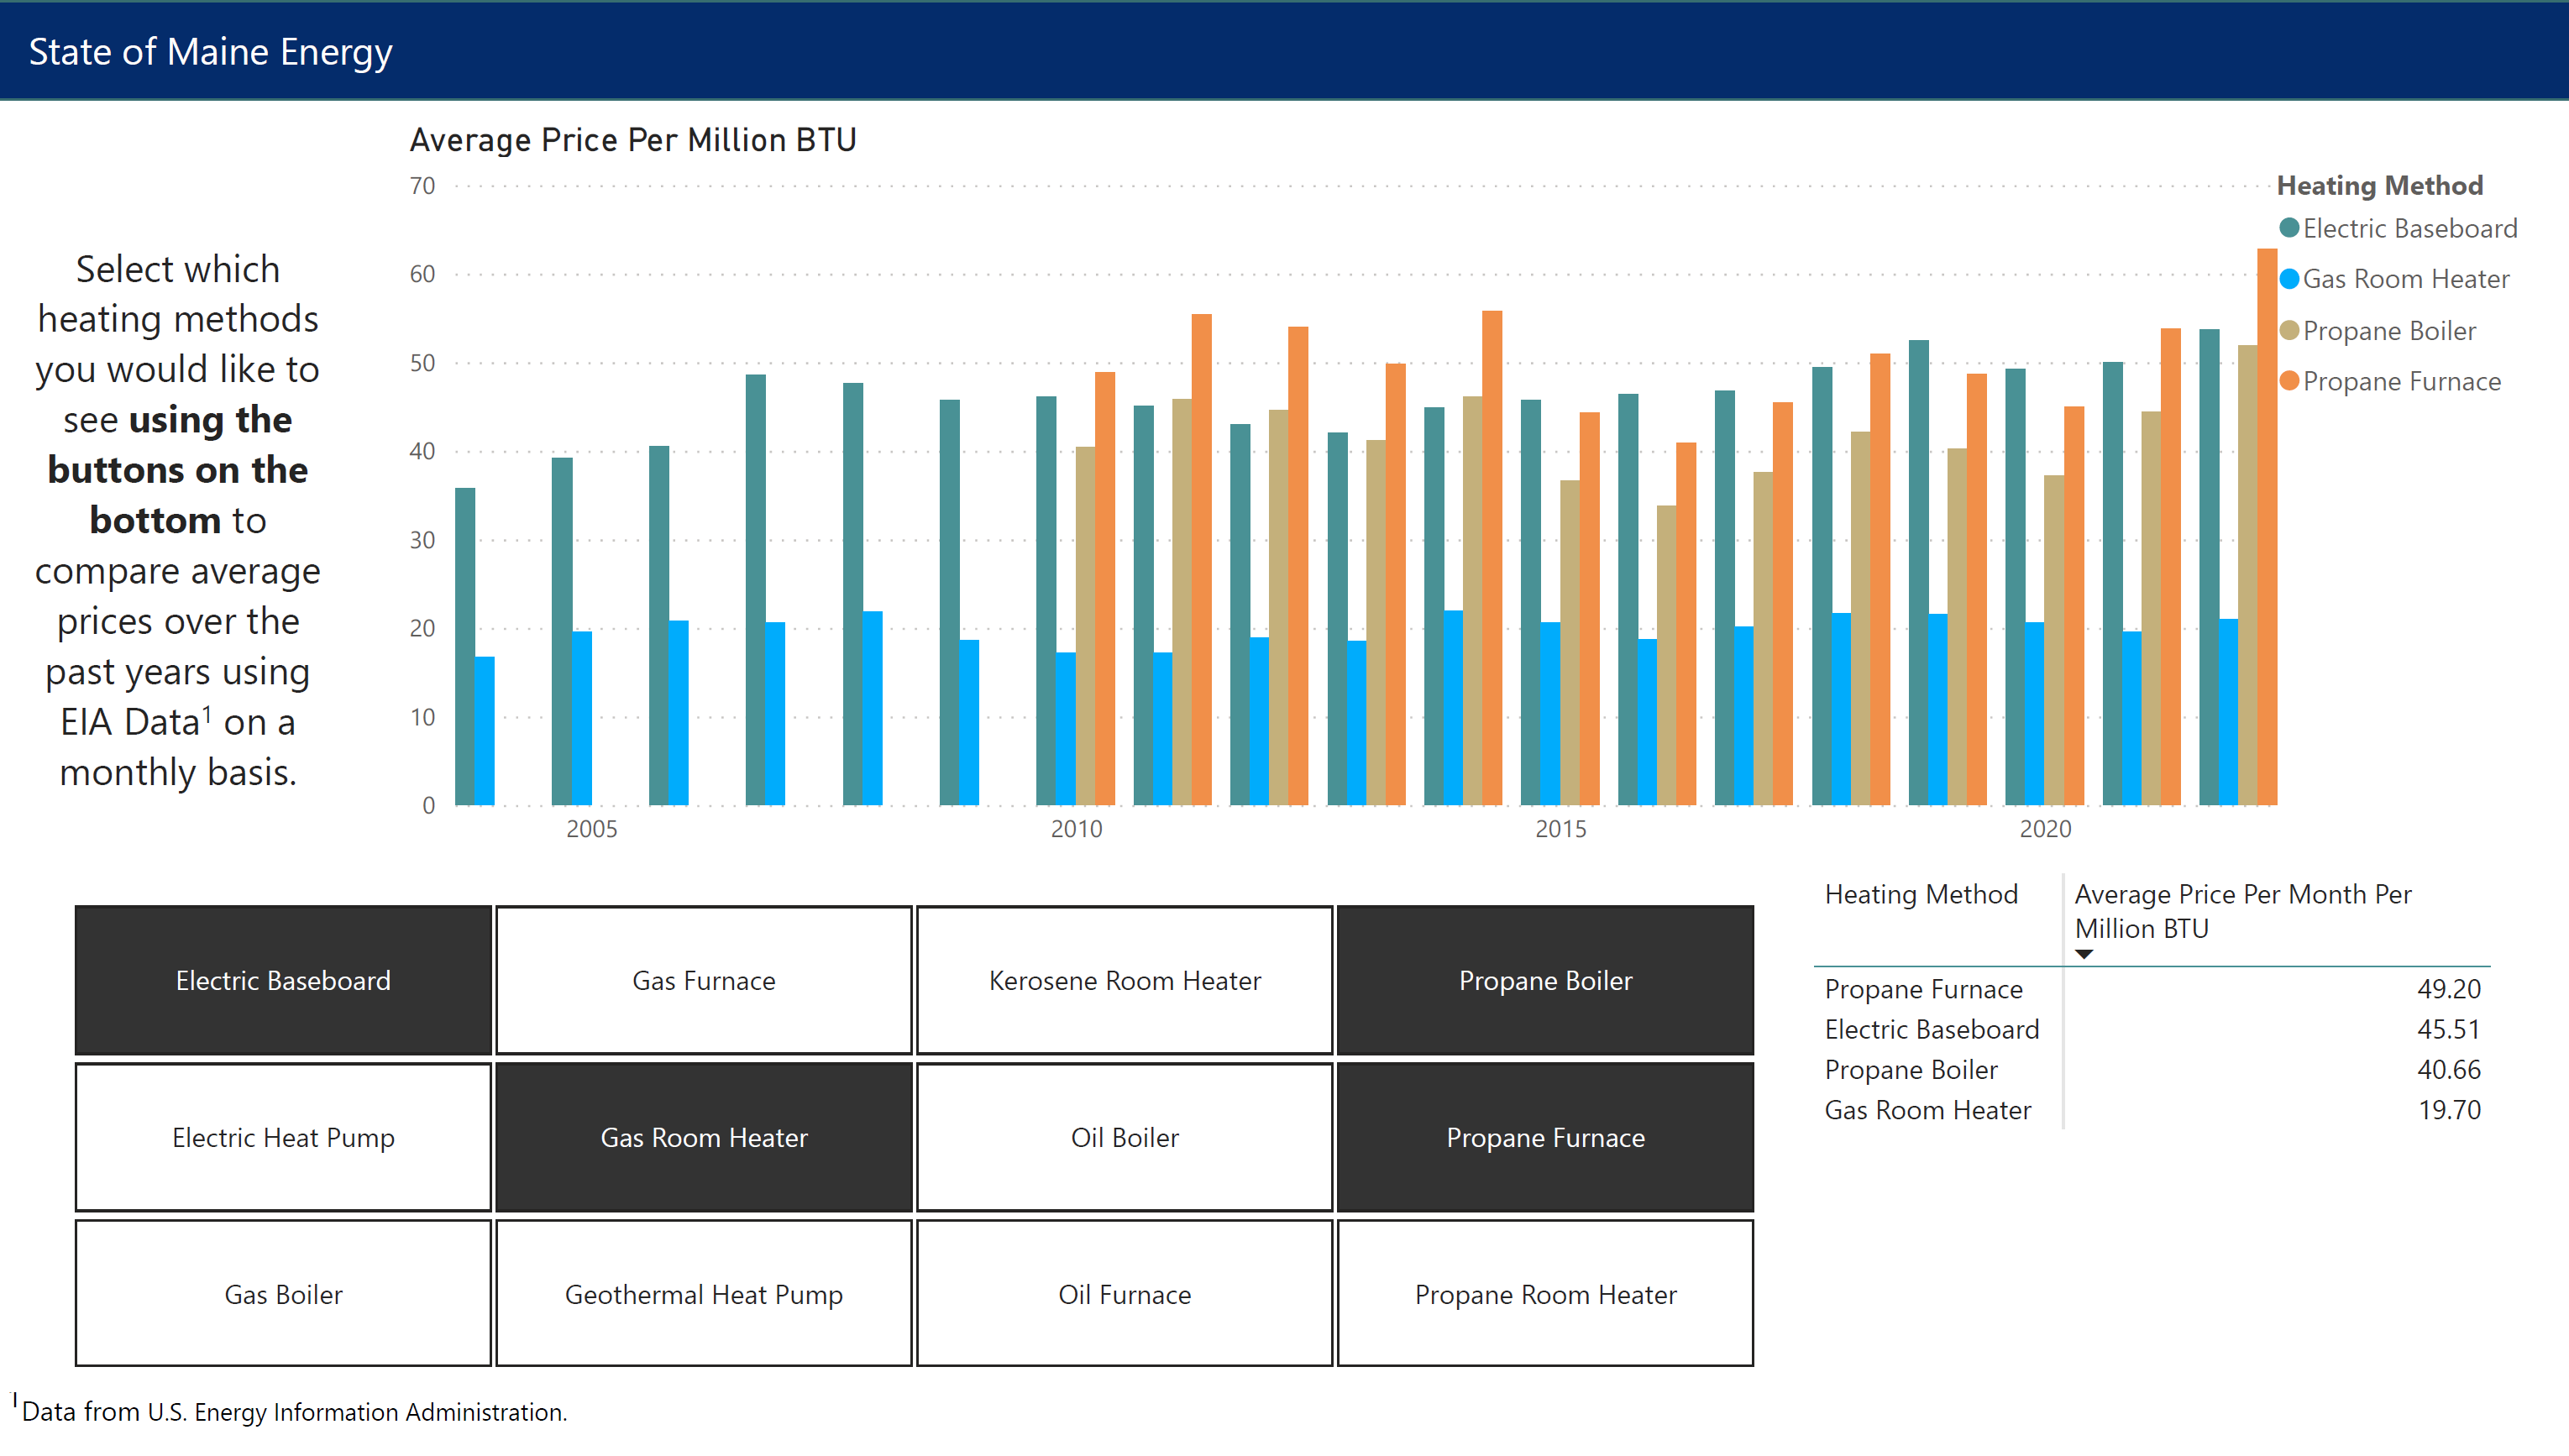 State of Maine Energy
Select which
heating methods
you would like to
see using the
buttons on the
bottom to
compare average
prices over the
past years using
EIA Data¹ on a
monthly basis.
Average Price Per Million BTU
70
60
50
40
30
20
10
0
2005
2010
2015
2020
Heating Method
Electric Baseboard
Gas Room Heater
Propane Boiler
Propane Furnace
Electric Baseboard
Gas Furnace
Kerosene Room Heater
Propane Boiler
Electric Heat Pump
Gas Room Heater
Oil Boiler
Propane Furnace
Gas Boiler
Geothermal Heat Pump
Oil Furnace
Propane Room Heater
Heating Method
Average Price Per Month Per
Million BTU
Propane Furnace 49.20
Electric Baseboard 45.51
Propane Boiler 40.66
Gas Room Heater 19.70
¹Data from U.S. Energy Information Administration.